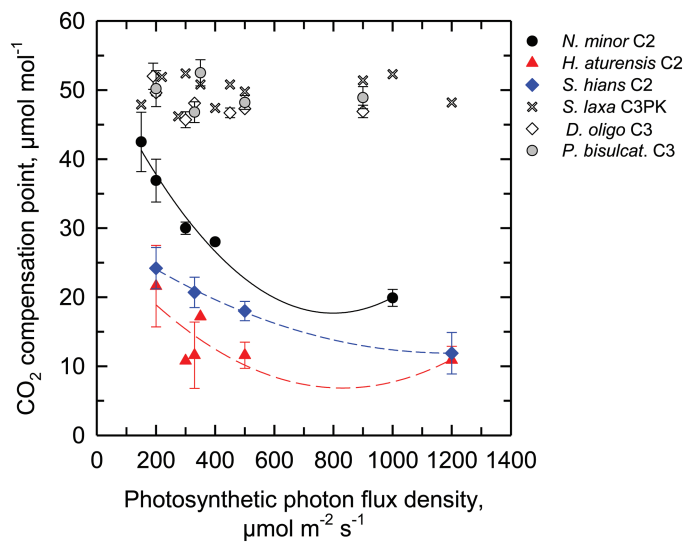 60
50
40
30
20
10
0
0 200 400 600 800 1000 1200 1400
CO₂ compensation point, µmol mol⁻¹
Photosynthetic photon flux density,
µmol m⁻² s⁻¹
N. minor C2
H. aturensis C2
S. hians C2
S. laxa C3PK
D. oligo C3
P. bisulcat. C3